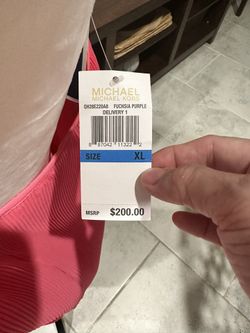 MICHAEL
MICHAEL KORS
FUCHSIA PURPLE
DELIVERY 1
SIZE XL
MSRP $200.00